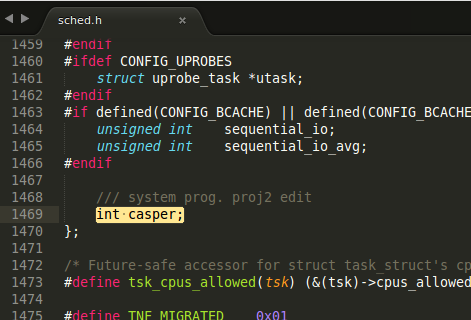 sched.h
1459 #endif
1460 #ifdef CONFIG_UPROBES
1461 struct uprobe_task *utask;
1462 #endif
1463 #if defined(CONFIG_BCACHE) || defined(CONFIG_BCACHE
1464 unsigned int sequential_io;
1465 unsigned int sequential_io_avg;
1466 #endif
1467
1468 /// system prog. proj2 edit
1469 int casper;
1470 };
1471
1472 /* Future-safe accessor for struct task_struct's cp
1473 #define tsk_cpus_allowed(tsk) (&(tsk)->cpus_allowed
1474
1475 #define TNF_MIGRATED 0x01